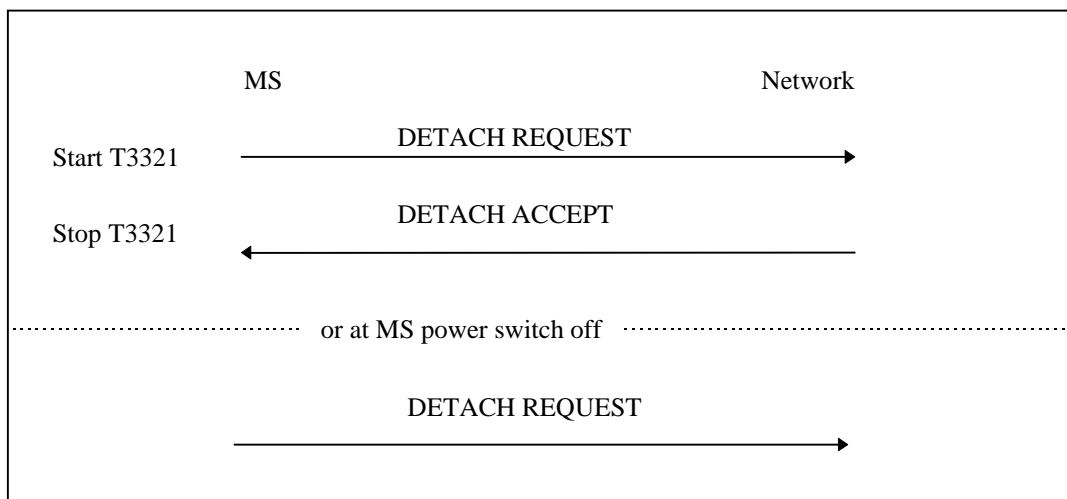 MS Network
DETACH REQUEST
Start T3321
DETACH ACCEPT
Stop T3321
or at MS power switch off
DETACH REQUEST